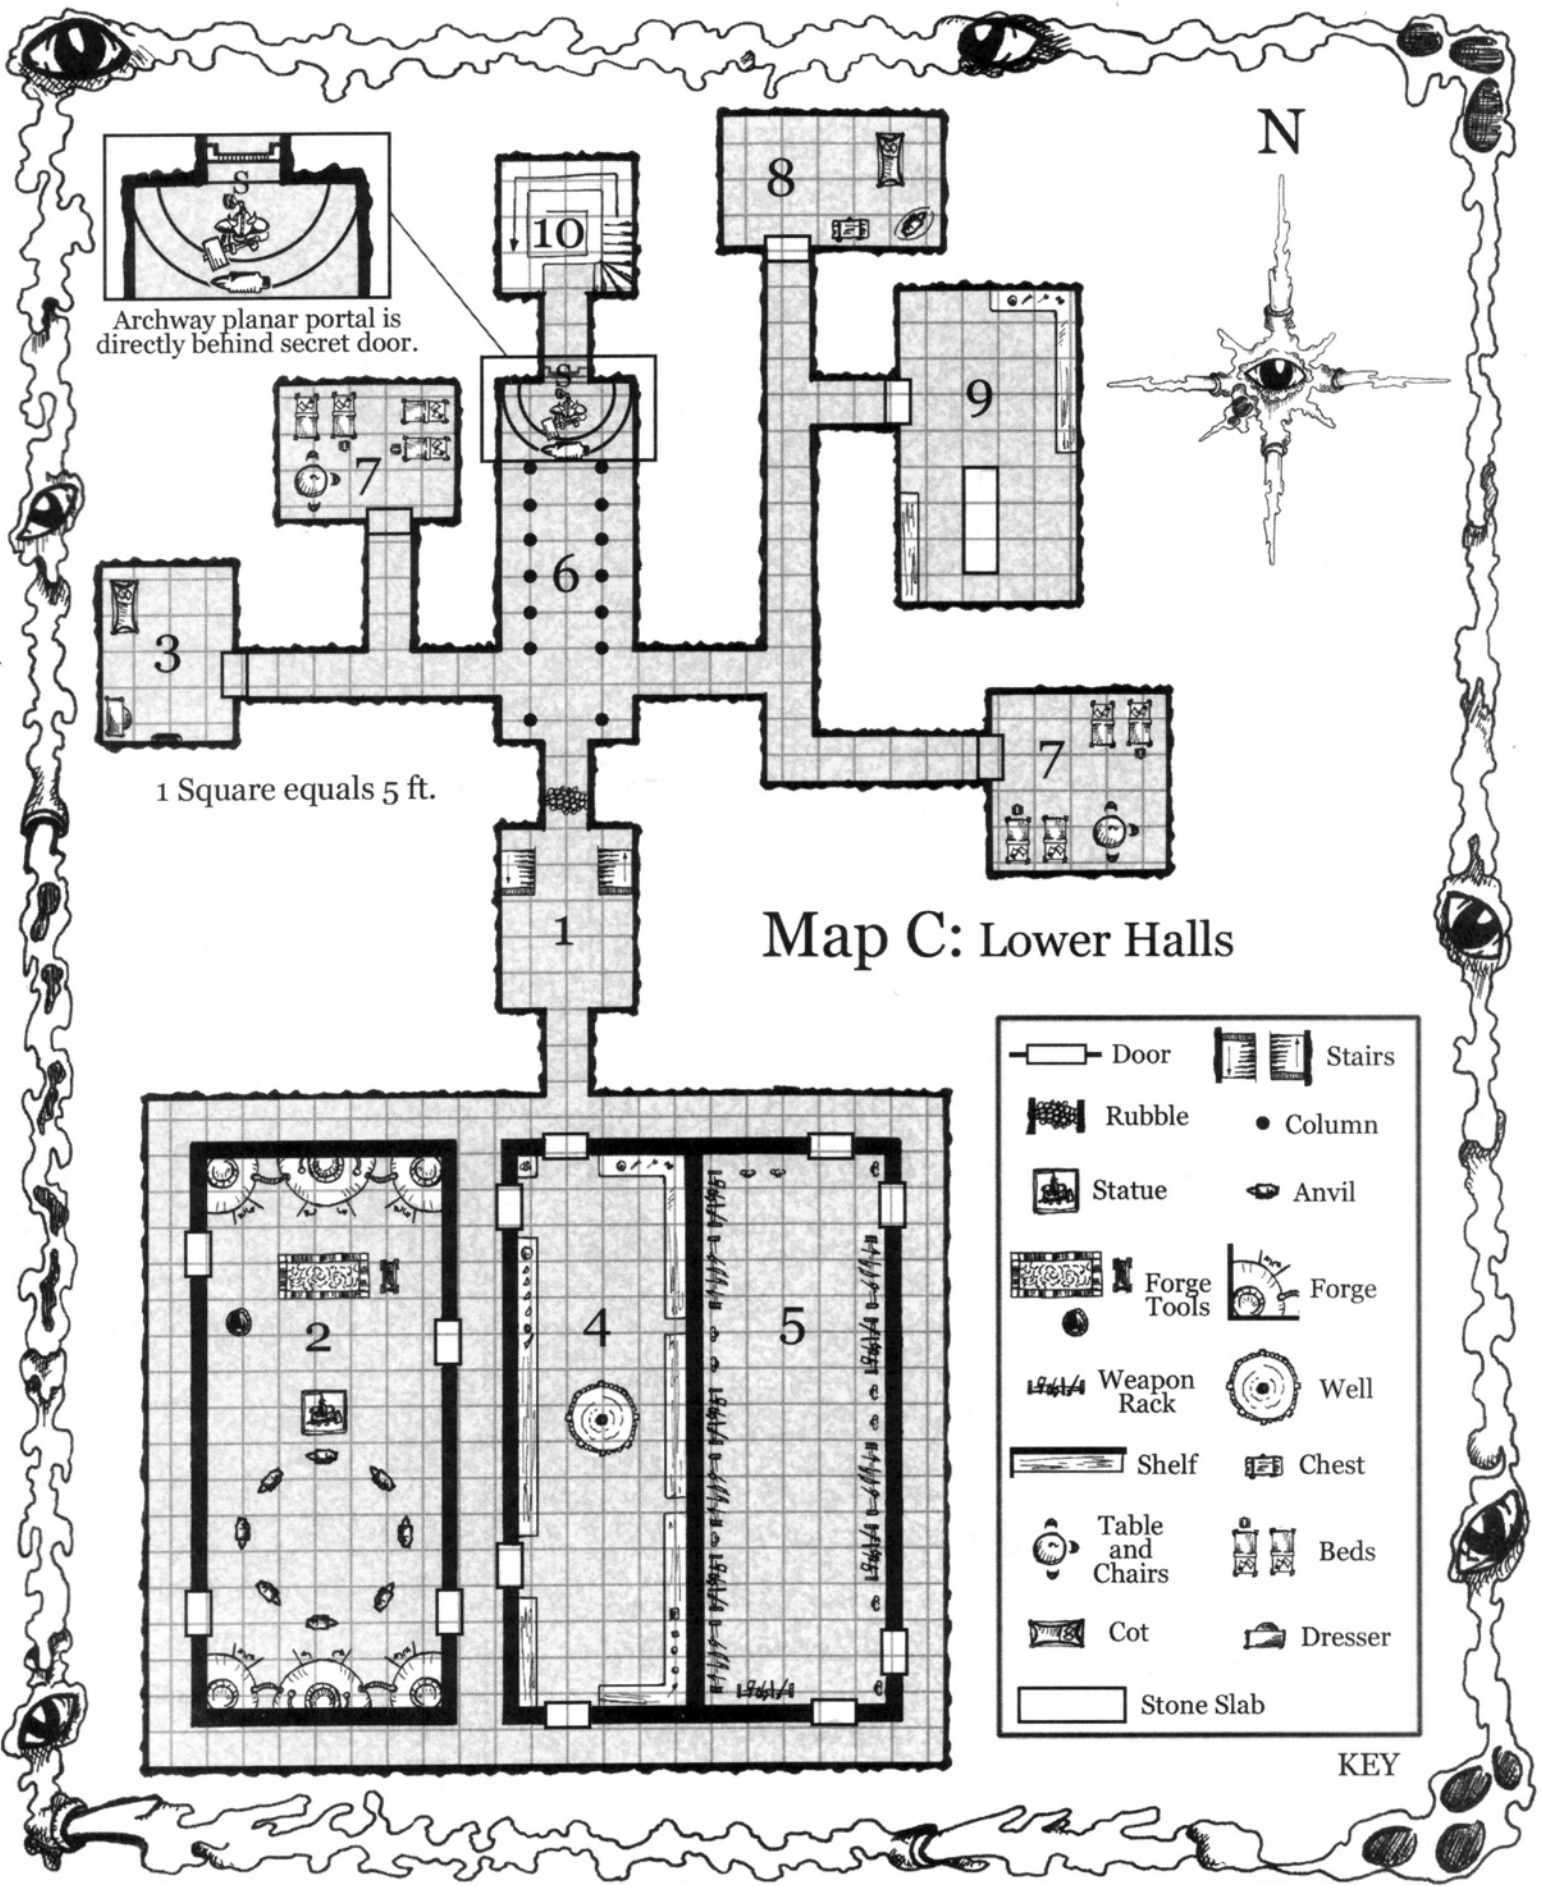 N
8
S
10
Archway planar portal is
directly behind secret door.
S
9
7
6
3
7
1 Square equals 5 ft.
1
Map C: Lower Halls
Door
Stairs
Rubble
Column
Statue
Anvil
Forge
Tools
Forge
2
4
5
Weapon
Rack
Well
Shelf
Chest
Table
and
Chairs
Beds
Cot
Dresser
Stone Slab
KEY